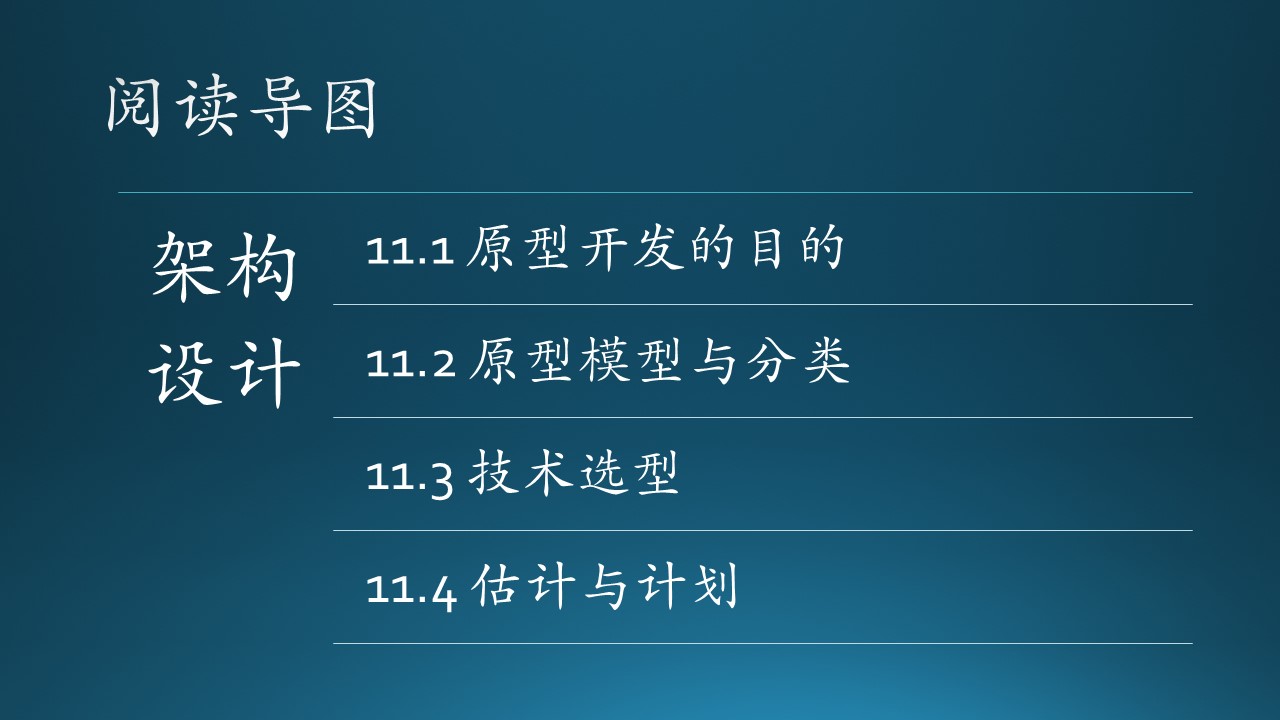 阅读导图
架构
设计
11.1 原型开发的目的
11.2 原型模型与分类
11.3 技术选型
11.4 估计与计划